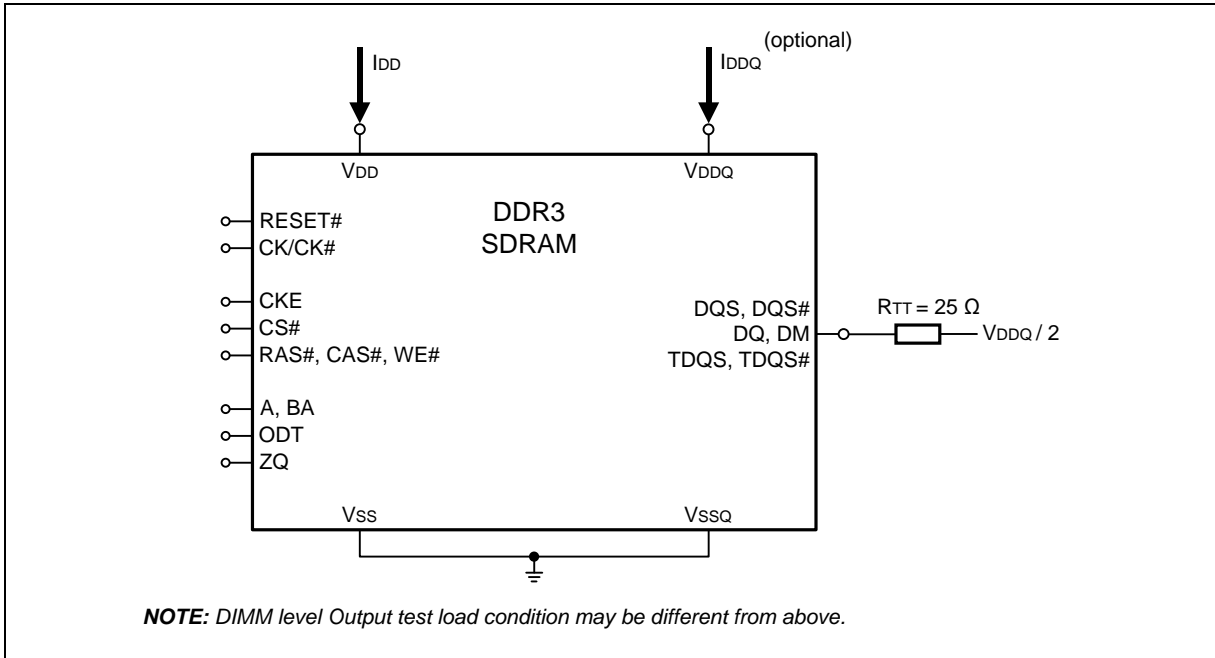 (optional)
IDD
IDDQ
VDD
VDDQ
DDR3
SDRAM
RESET#
CK/CK#
CKE
CS#
RAS#, CAS#, WE#
A, BA
ODT
ZQ
DQS, DQS#
DQ, DM
TDQS, TDQS#
RTT = 25 Ω
VDDQ / 2
VSS
VSSQ
NOTE: DIMM level Output test load condition may be different from above.